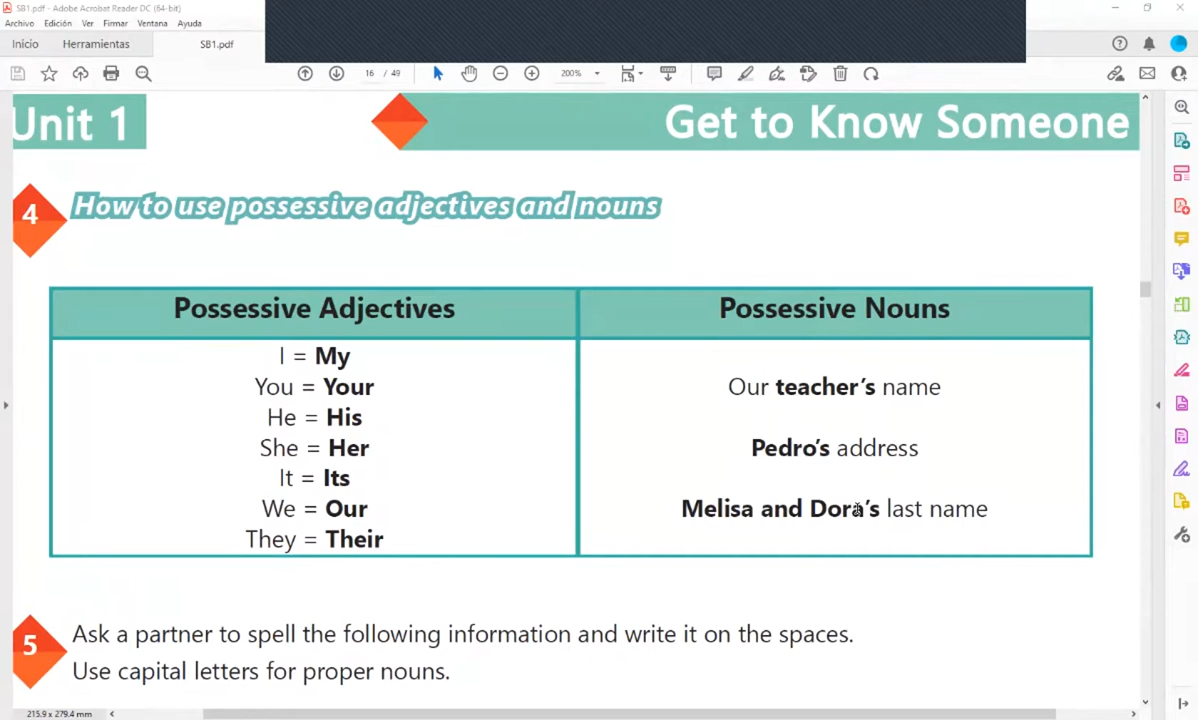 SB1.pdf - Adobe Acrobat Reader DC (64-bit)
Archivo Edición Ver Firmar Ventana Ayuda
Inicio Herramientas SB1.pdf
16 / 49 200%
Unit 1 Get to Know Someone
4 How to use possessive adjectives and nouns
Possessive Adjectives Possessive Nouns
I = My
You = Your Our teacher's name
He = His
She = Her Pedro's address
It = Its
We = Our Melisa and Dora's last name
They = Their
5 Ask a partner to spell the following information and write it on the spaces.
Use capital letters for proper nouns.
215.9 x 279.4 mm